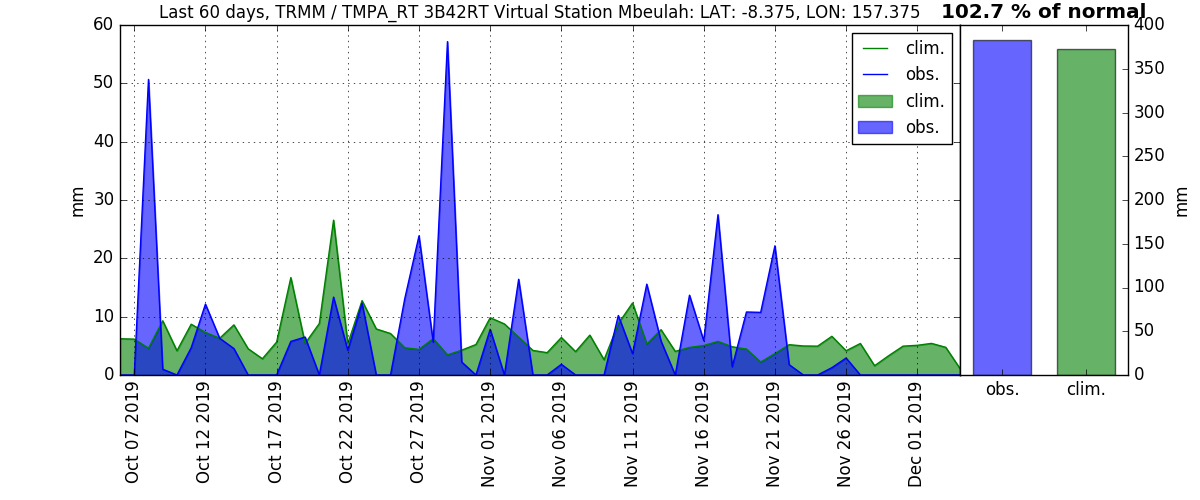 Last 60 days, TRMM / TMPA_RT 3B42RT Virtual Station Mbeulah: LAT: -8.375, LON: 157.375
102.7 % of normal
60
50
40
30
20
10
0
mm
clim.
obs.
clim.
obs.
Oct 07 2019
Oct 12 2019
Oct 17 2019
Oct 22 2019
Oct 27 2019
Nov 01 2019
Nov 06 2019
Nov 11 2019
Nov 16 2019
Nov 21 2019
Nov 26 2019
Dec 01 2019
400
350
300
250
200
150
100
50
0
mm
obs.
clim.